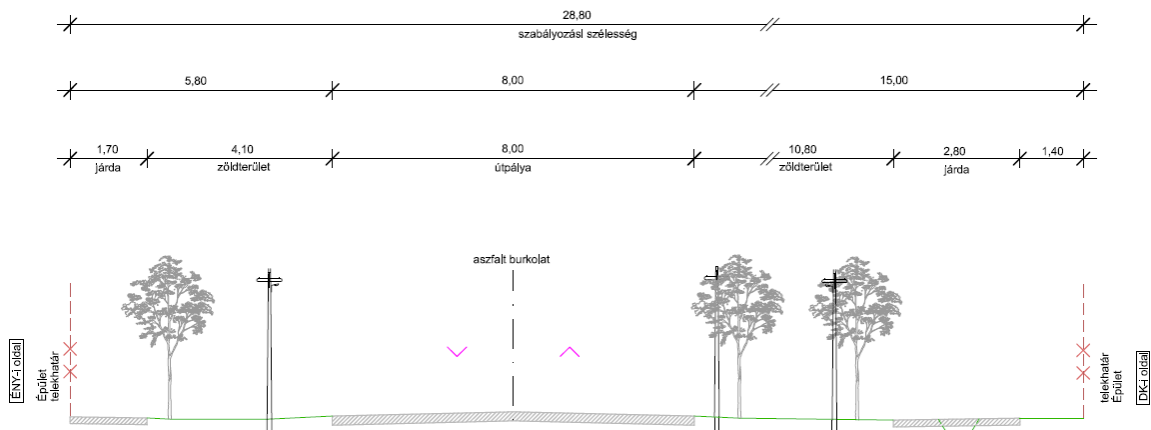 28,80
szabályozási szélesség
5,80
8,00
15,00
1,70
4,10
8,00
10,80
2,80
1,40
járda
zöldterület
útpálya
zöldterület
járda
aszfalt burkolat
ÉNY-i oldal
Épület
telekhatár
telekhatár
Épület
DK-i oldal